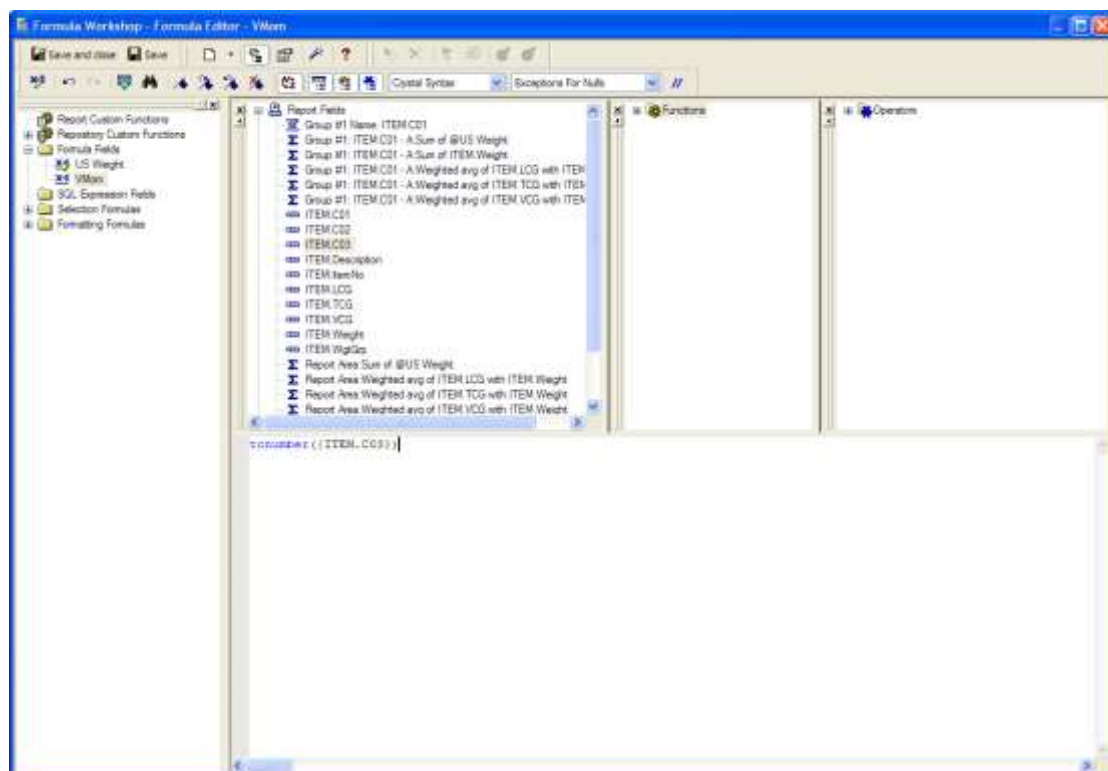 Formula Workshop - Formula Editor - VMom
Save and close Save
Crystal Syntax Exceptions For Nulls
Report Custom Functions
Repository Custom Functions
Formula Fields
US Weight
VMom
SQL Expression Fields
Selection Formulas
Formatting Formulas
Report Fields
Group #1 Name: ITEM.C01
Group #1: ITEM.C01 - A:Sum of @US Weight
Group #1: ITEM.C01 - A:Sum of ITEM.Weight
Group #1: ITEM.C01 - A:Weighted avg of ITEM.LCG with ITEM
Group #1: ITEM.C01 - A:Weighted avg of ITEM.TCG with ITEM
Group #1: ITEM.C01 - A:Weighted avg of ITEM.VCG with ITEM
ITEM.C01
ITEM.C02
ITEM.C03
ITEM.Description
ITEM.ItemNo
ITEM.LCG
ITEM.TCG
ITEM.VCG
ITEM.Weight
ITEM.WgtGrp
Report Area:Sum of @US Weight
Report Area:Weighted avg of ITEM.LCG with ITEM.Weight
Report Area:Weighted avg of ITEM.TCG with ITEM.Weight
Report Area:Weighted avg of ITEM.VCG with ITEM.Weight
Functions
Operators
tonumber({ITEM.C03})